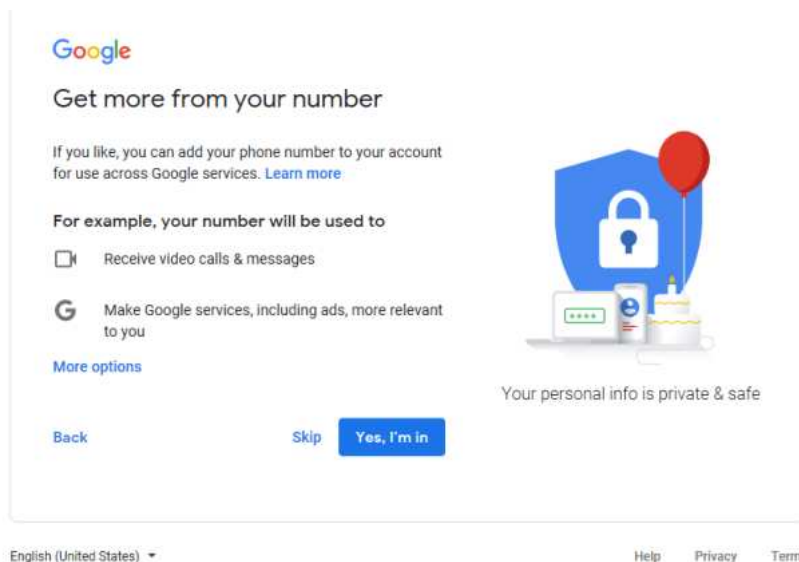 Google
Get more from your number
If you like, you can add your phone number to your account
for use across Google services. Learn more
For example, your number will be used to
Receive video calls & messages
G Make Google services, including ads, more relevant
to you
More options
Your personal info is private & safe
Back Skip Yes, I'm in
English (United States) Help Privacy Term